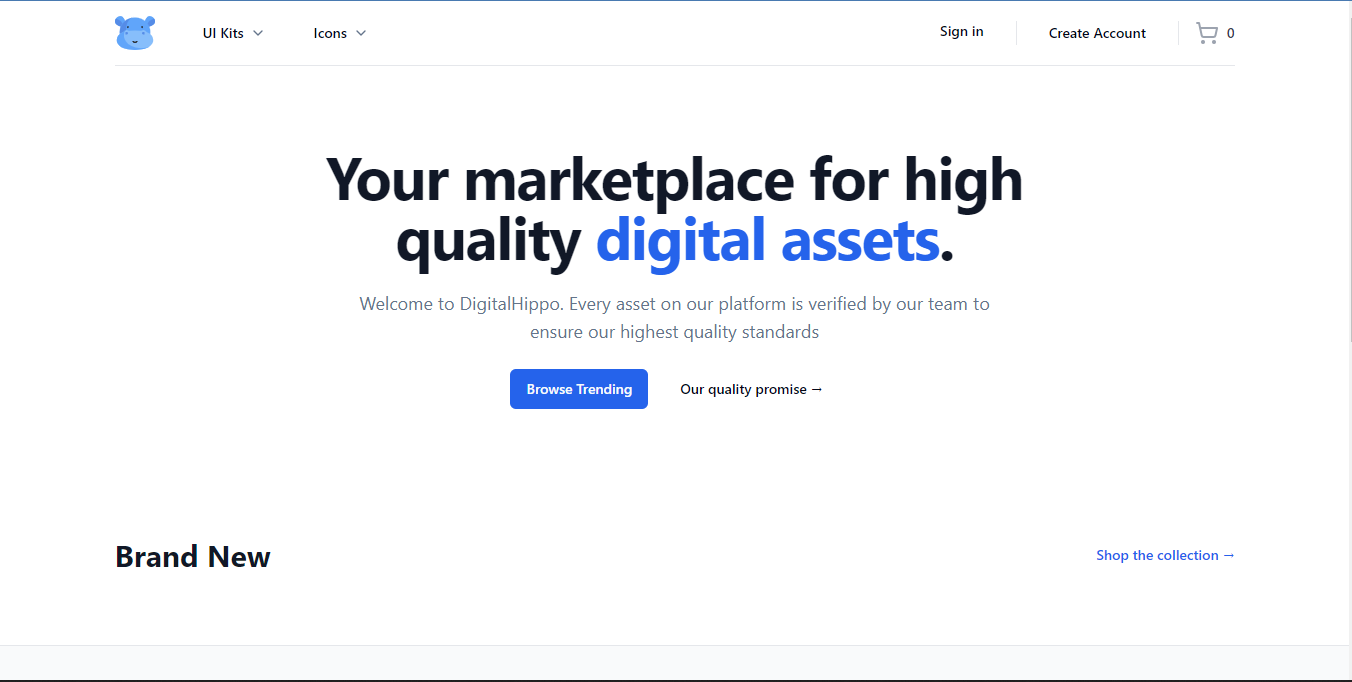 UI Kits Icons Sign in Create Account 0
Your marketplace for high
quality digital assets.
Welcome to DigitalHippo. Every asset on our platform is verified by our team to
ensure our highest quality standards
Browse Trending Our quality promise →
Brand New Shop the collection →